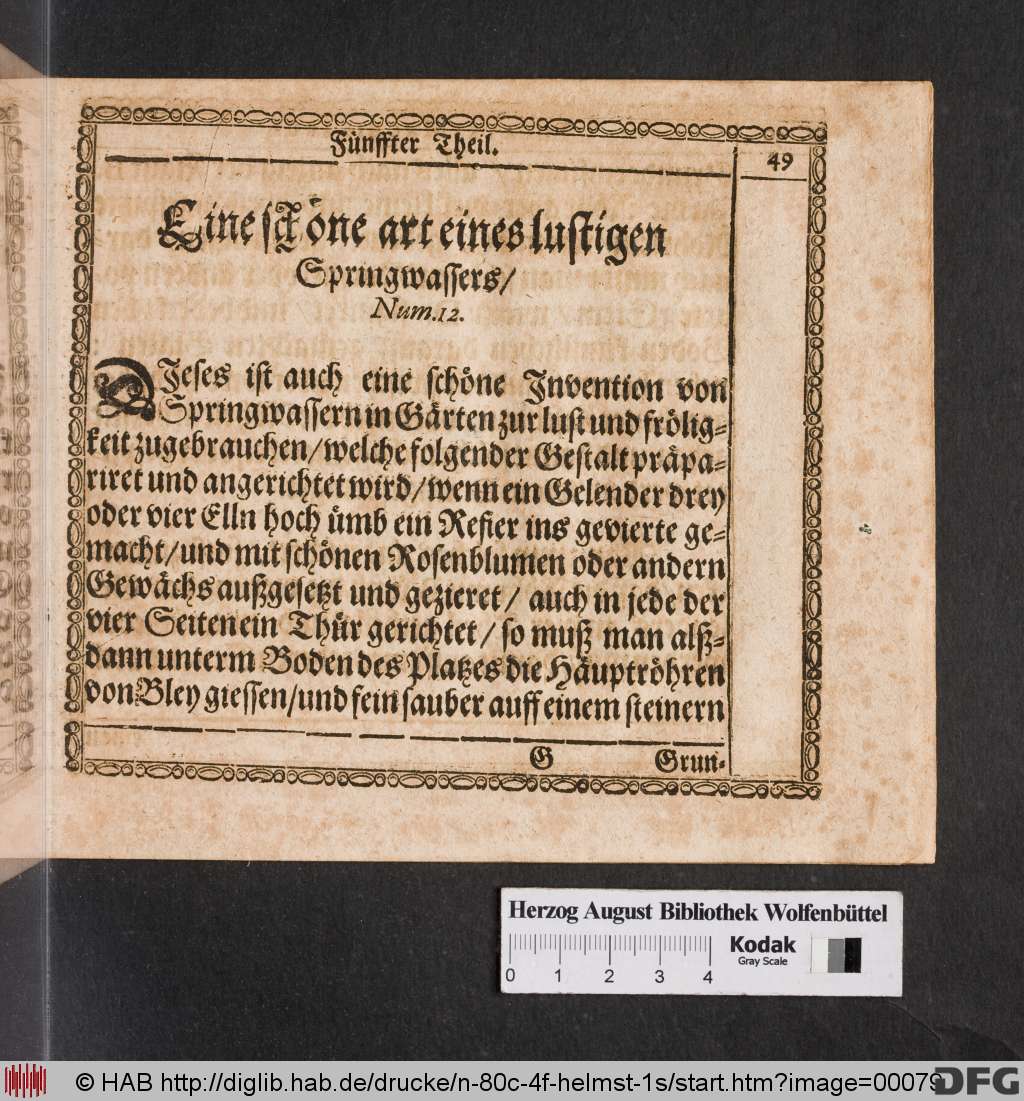 Fünffter Theil.
49
Eine schöne art eines lustigen
Springwassers/
Num.12.
DJeses ist auch eine schöne Invention von
Springwassern in Gärten zur lust und frölig-
keit zugebrauchen/welche folgender Gestalt präpa-
riret und angerichtet wird/wenn ein Gelender drey
oder vier Elln hoch ümb ein Refier ins gevierte ge-
macht/und mit schönen Rosenblumen oder andern
Gewächs außgesetzt und gezieret/ auch in jede der
vier Seiten ein Thür gerichtet/ so muß man alß-
dann unterm Boden des Platzes die Häuptröhren
von Bley giessen/und fein sauber auff einem steinern
G Grun-
Herzog August Bibliothek Wolfenbüttel
Kodak
Gray Scale
0 1 2 3 4
© HAB http://diglib.hab.de/drucke/n-80c-4f-helmst-1s/start.htm?image=00079
DFG